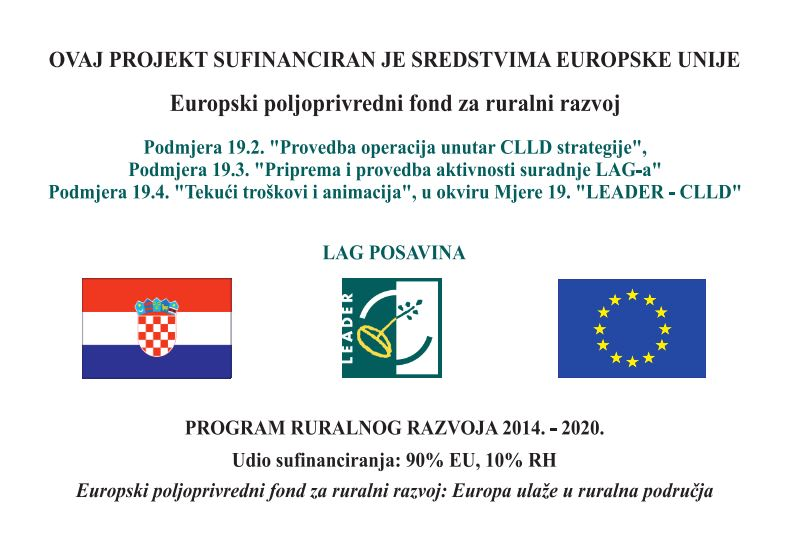 OVAJ PROJEKT SUFINANCIRAN JE SREDSTVIMA EUROPSKE UNIJE
Europski poljoprivredni fond za ruralni razvoj
Podmjera 19.2. "Provedba operacija unutar CLLD strategije",
Podmjera 19.3. "Priprema i provedba aktivnosti suradnje LAG-a"
Podmjera 19.4. "Tekući troškovi i animacija", u okviru Mjere 19. "LEADER - CLLD"
LAG POSAVINA
LEADER
PROGRAM RURALNOG RAZVOJA 2014. - 2020.
Udio sufinanciranja: 90% EU, 10% RH
Europski poljoprivredni fond za ruralni razvoj: Europa ulaže u ruralna područja